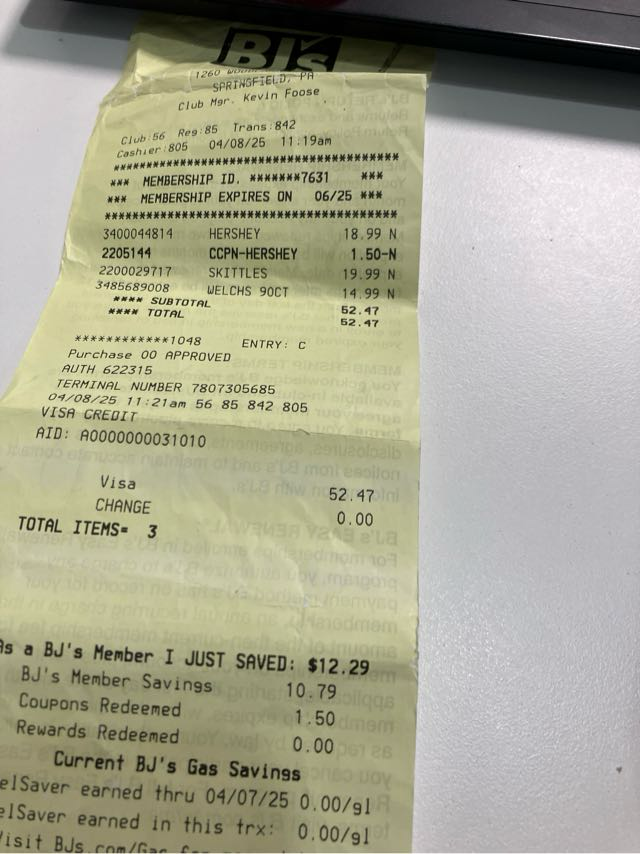 BJ's
1260
SPRINGFIELD, PA
Club Mgr. Kevin Foose
Club:56 Reg:85 Trans:842
Cashier:805 04/08/25 11:19am
****************************************
*** MEMBERSHIP ID. *******7631 ***
*** MEMBERSHIP EXPIRES ON 06/25 ***
****************************************
3400044814 HERSHEY 18.99 N
2205144 CCPN-HERSHEY 1.50-N
2200029717 SKITTLES 19.99 N
3485689008 WELCHS 90CT 14.99 N
**** SUBTOTAL 52.47
**** TOTAL 52.47
************1048 ENTRY: C
Purchase 00 APPROVED
AUTH 622315
TERMINAL NUMBER 7807305685
04/08/25 11:21am 56 85 842 805
VISA CREDIT
AID: A0000000031010
Visa 52.47
CHANGE 0.00
TOTAL ITEMS= 3
As a BJ's Member I JUST SAVED: $12.29
BJ's Member Savings 10.79
Coupons Redeemed 1.50
Rewards Redeemed 0.00
Current BJ's Gas Savings
elSaver earned thru 04/07/25 0.00/gl
elSaver earned in this trx: 0.00/gl
Visit BJs.com/Gas for